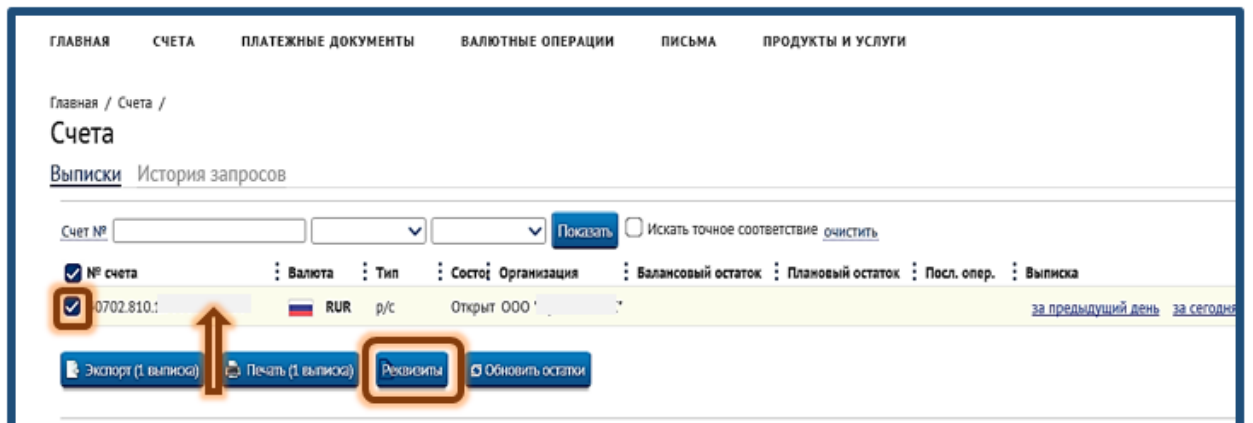 ГЛАВНАЯ СЧЕТА ПЛАТЕЖНЫЕ ДОКУМЕНТЫ ВАЛЮТНЫЕ ОПЕРАЦИИ ПИСЬМА ПРОДУКТЫ И УСЛУГИ
Главная / Счета /
Счета
Выписки История запросов
Счет № Показать Искать точное соответствие очистить
№ счета Валюта Тип Состо Организация Балансовый остаток Плановый остаток Посл. опер. Выписка
0702.810.1 RUR р/с Открыт ООО " " за предыдущий день за сегодня
Экспорт (1 выписка) Печать (1 выписка) Реквизиты Обновить остатки